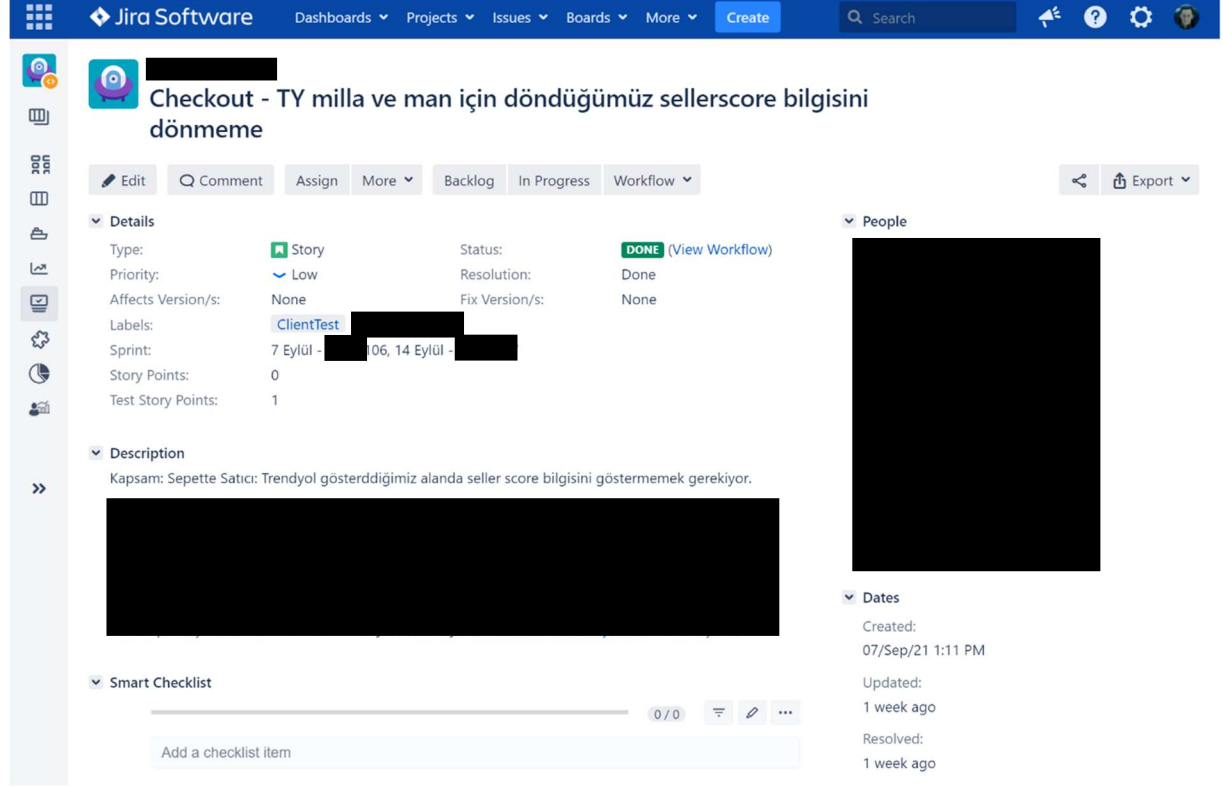 Jira Software Dashboards Projects Issues Boards More Create Search
Checkout - TY milla ve man için döndüğümüz sellerscore bilgisini
dönmeme
Edit Comment Assign More Backlog In Progress Workflow Export
Details
Type: Story Status: DONE (View Workflow)
Priority: Low Resolution: Done
Affects Version/s: None Fix Version/s: None
Labels: ClientTest
Sprint: 7 Eylül - 106, 14 Eylül -
Story Points: 0
Test Story Points: 1
Description
Kapsam: Sepette Satıcı: Trendyol gösterddiğimiz alanda seller score bilgisini göstermemek gerekiyor.
Smart Checklist
0 / 0
Add a checklist item
People
Dates
Created:
07/Sep/21 1:11 PM
Updated:
1 week ago
Resolved:
1 week ago